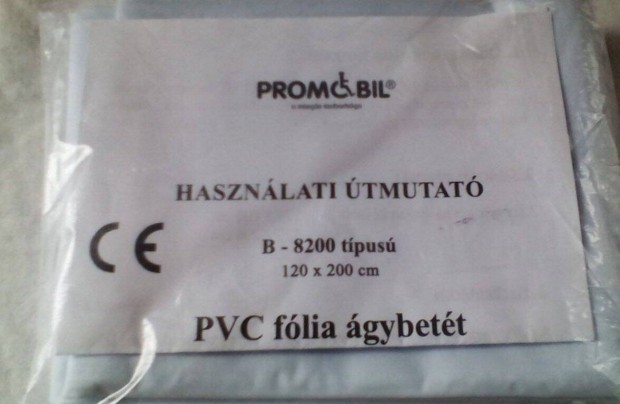 PROMOBIL®
HASZNÁLATI ÚTMUTATÓ
CE
B - 8200 típusú
120 x 200 cm
PVC fólia ágybetét